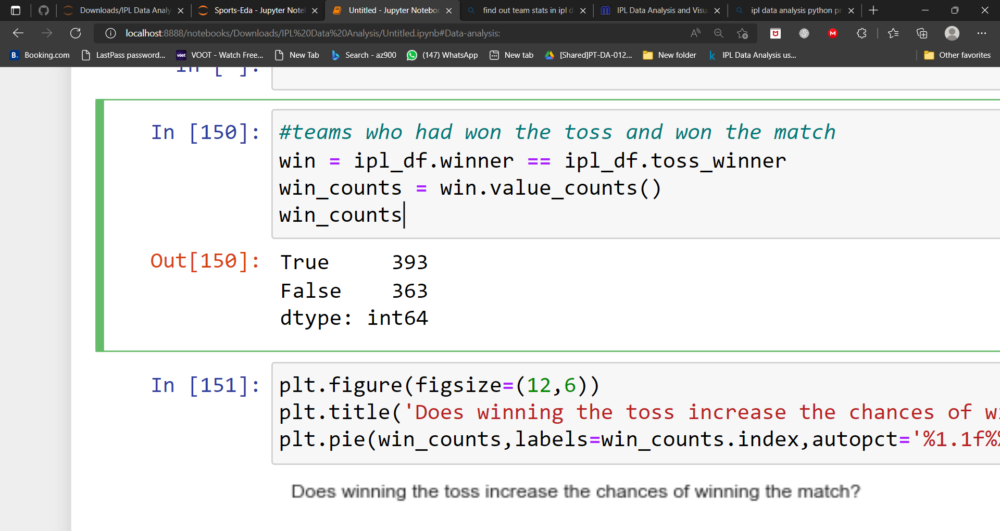 Downloads/IPL Data Analy
Sports-Eda - Jupyter Note
Untitled - Jupyter Notebo
find out team stats in ipl d
IPL Data Analysis and Visu
ipl data analysis python pr
localhost:8888/notebooks/Downloads/IPL%20Data%20Analysis/Untitled.ipynb#Data-analysis:
B. Booking.com
LastPass password...
voot VOOT - Watch Free...
New Tab
Search - az900
(147) WhatsApp
New tab
[Shared]PT-DA-012...
New folder
k IPL Data Analysis us...
Other favorites
In [ ]:
In [150]:
#teams who had won the toss and won the match
win = ipl_df.winner == ipl_df.toss_winner
win_counts = win.value_counts()
win_counts
Out[150]:
True 393
False 363
dtype: int64
In [151]:
plt.figure(figsize=(12,6))
plt.title('Does winning the toss increase the chances of wi
plt.pie(win_counts,labels=win_counts.index,autopct='%1.1f%%
Does winning the toss increase the chances of winning the match?